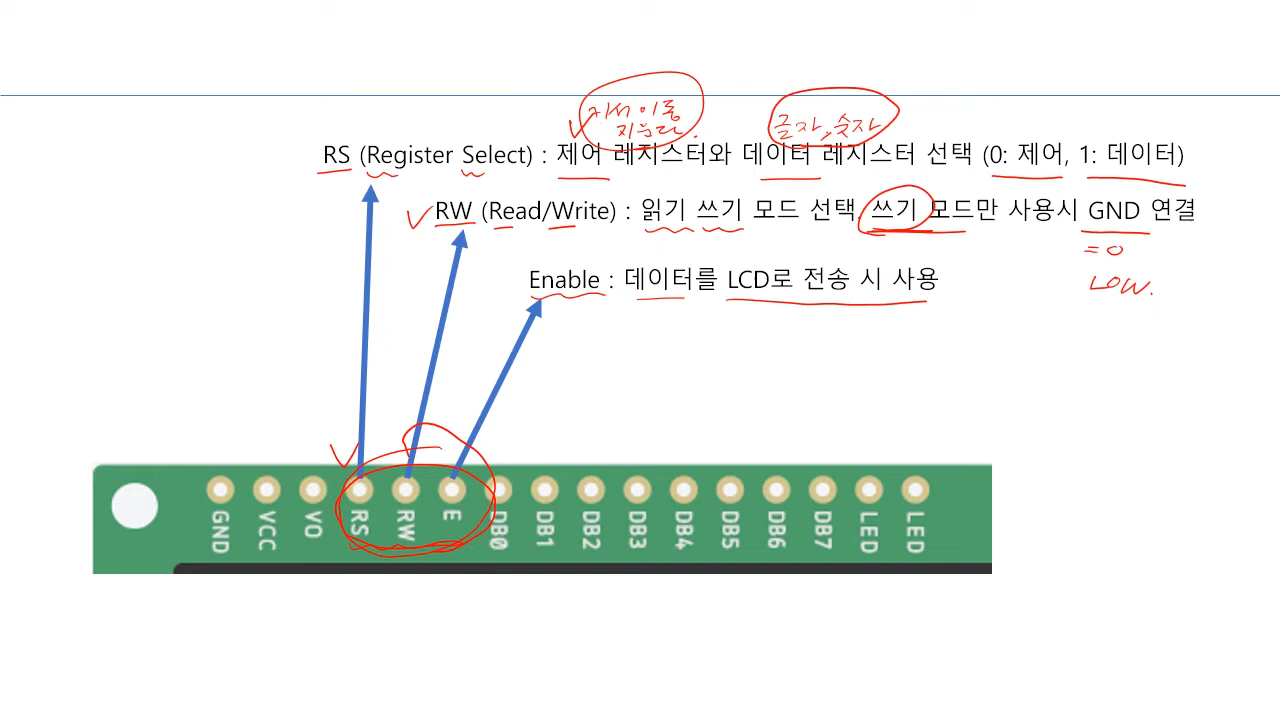 커서 이동
지우다.
글자, 숫자
RS (Register Select) : 제어 레지스터와 데이터 레지스터 선택 (0: 제어, 1: 데이터)
RW (Read/Write) : 읽기 쓰기 모드 선택, 쓰기 모드만 사용시 GND 연결
= 0
LOW.
Enable : 데이터를 LCD로 전송 시 사용
GND VCC VO RS RW E DB0 DB1 DB2 DB3 DB4 DB5 DB6 DB7 LED LED